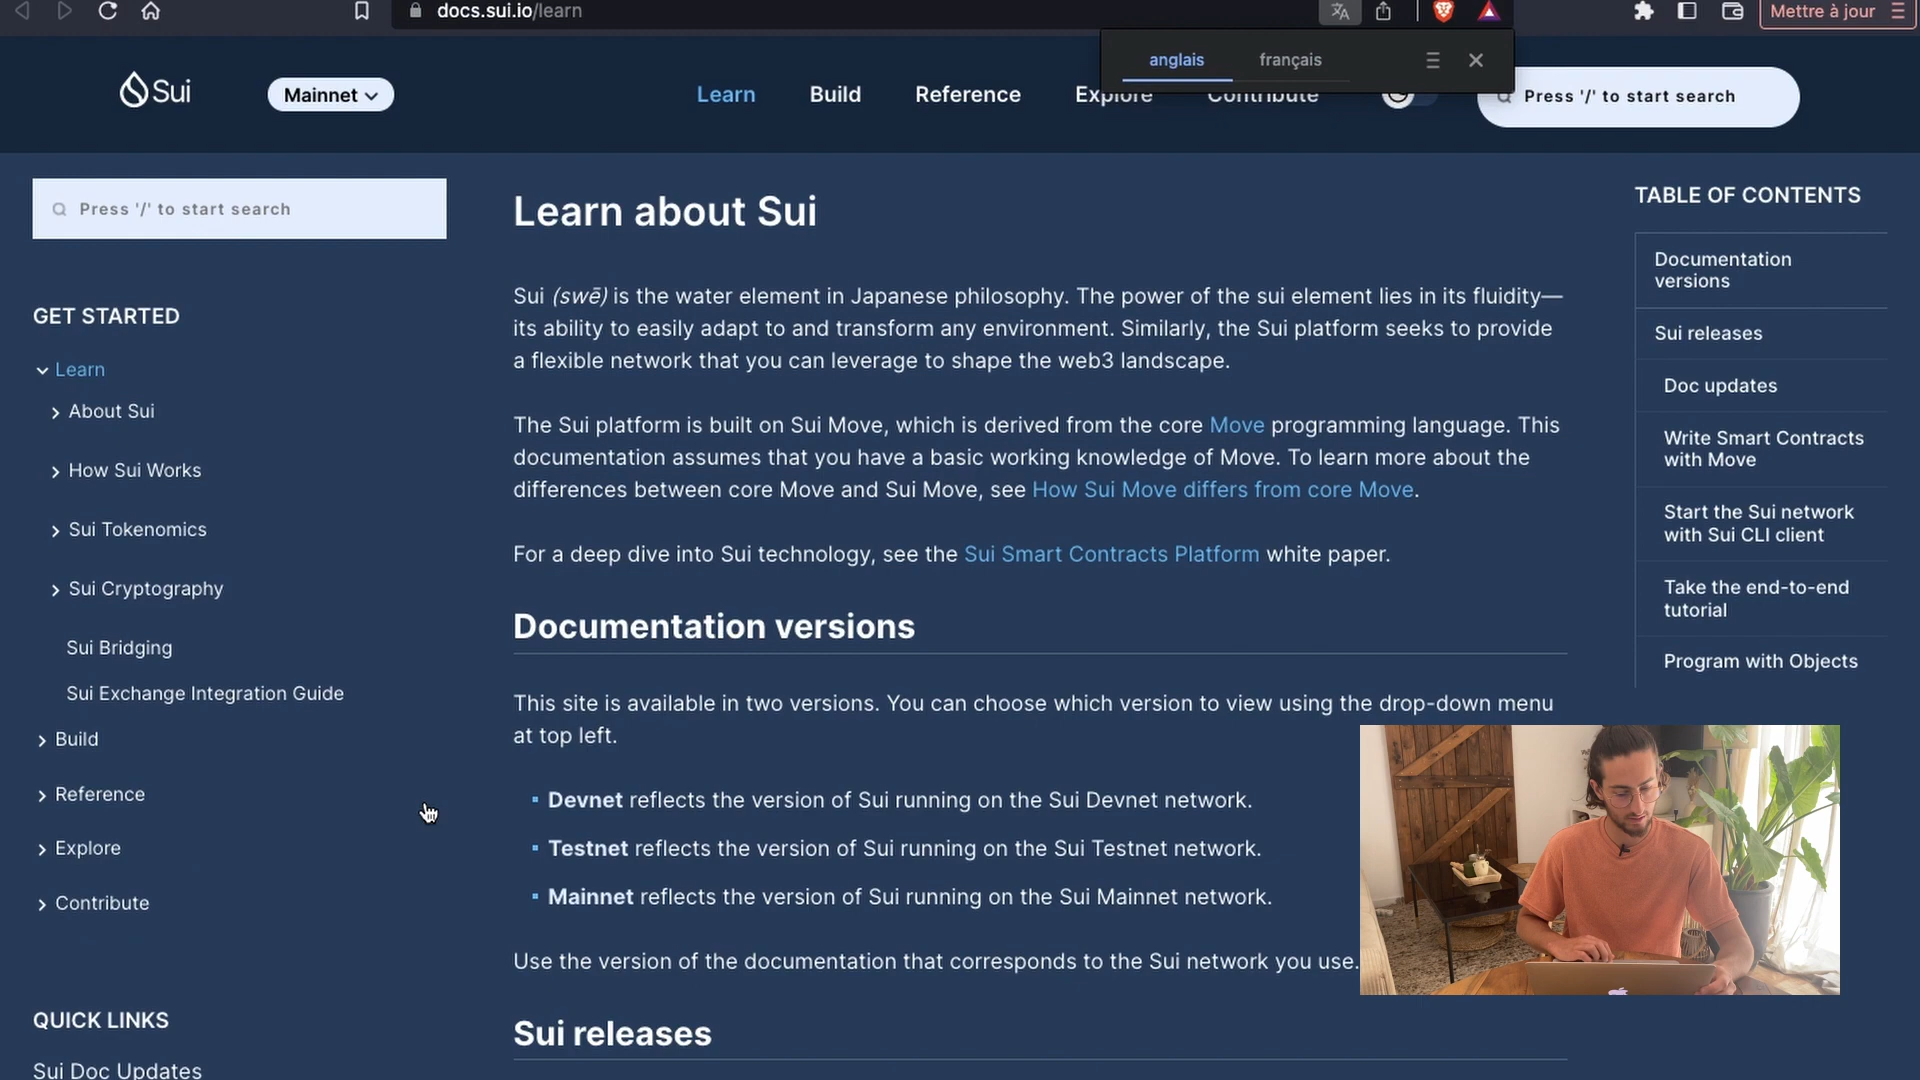 docs.sui.io/learn
Mettre à jour
anglais
français
Sui
Mainnet
Learn
Build
Reference
Explore
Contribute
Press '/' to start search
Press '/' to start search
GET STARTED
Learn
About Sui
How Sui Works
Sui Tokenomics
Sui Cryptography
Sui Bridging
Sui Exchange Integration Guide
Build
Reference
Explore
Contribute
QUICK LINKS
Sui Doc Updates
Learn about Sui
Sui (swē) is the water element in Japanese philosophy. The power of the sui element lies in its fluidity—
its ability to easily adapt to and transform any environment. Similarly, the Sui platform seeks to provide
a flexible network that you can leverage to shape the web3 landscape.
The Sui platform is built on Sui Move, which is derived from the core Move programming language. This
documentation assumes that you have a basic working knowledge of Move. To learn more about the
differences between core Move and Sui Move, see How Sui Move differs from core Move.
For a deep dive into Sui technology, see the Sui Smart Contracts Platform white paper.
Documentation versions
This site is available in two versions. You can choose which version to view using the drop-down menu
at top left.
Devnet reflects the version of Sui running on the Sui Devnet network.
Testnet reflects the version of Sui running on the Sui Testnet network.
Mainnet reflects the version of Sui running on the Sui Mainnet network.
Use the version of the documentation that corresponds to the Sui network you use.
Sui releases
TABLE OF CONTENTS
Documentation
versions
Sui releases
Doc updates
Write Smart Contracts
with Move
Start the Sui network
with Sui CLI client
Take the end-to-end
tutorial
Program with Objects